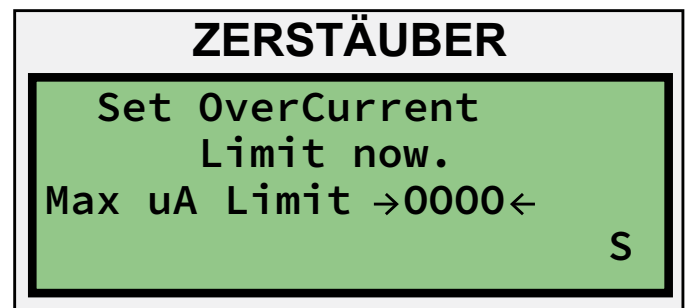 ZERSTÄUBER
Set OverCurrent
Limit now.
Max uA Limit →0000←
S